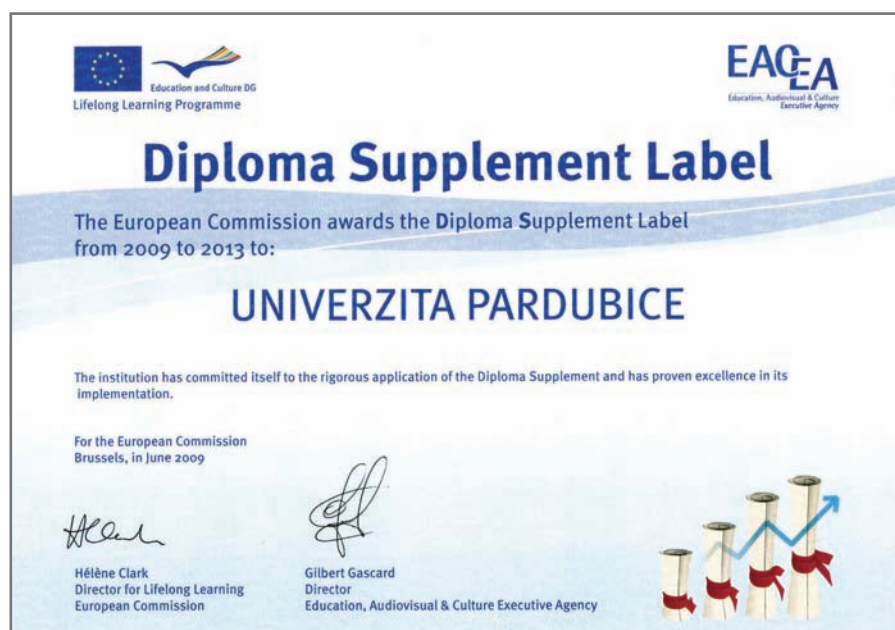 Education and Culture DG
Lifelong Learning Programme
EACEA
Education, Audiovisual & Culture
Executive Agency
Diploma Supplement Label
The European Commission awards the Diploma Supplement Label
from 2009 to 2013 to:
UNIVERZITA PARDUBICE
The institution has committed itself to the rigorous application of the Diploma Supplement and has proven excellence in its
implementation.
For the European Commission
Brussels, in June 2009
Hélène Clark
Director for Lifelong Learning
European Commission
Gilbert Gascard
Director
Education, Audiovisual & Culture Executive Agency